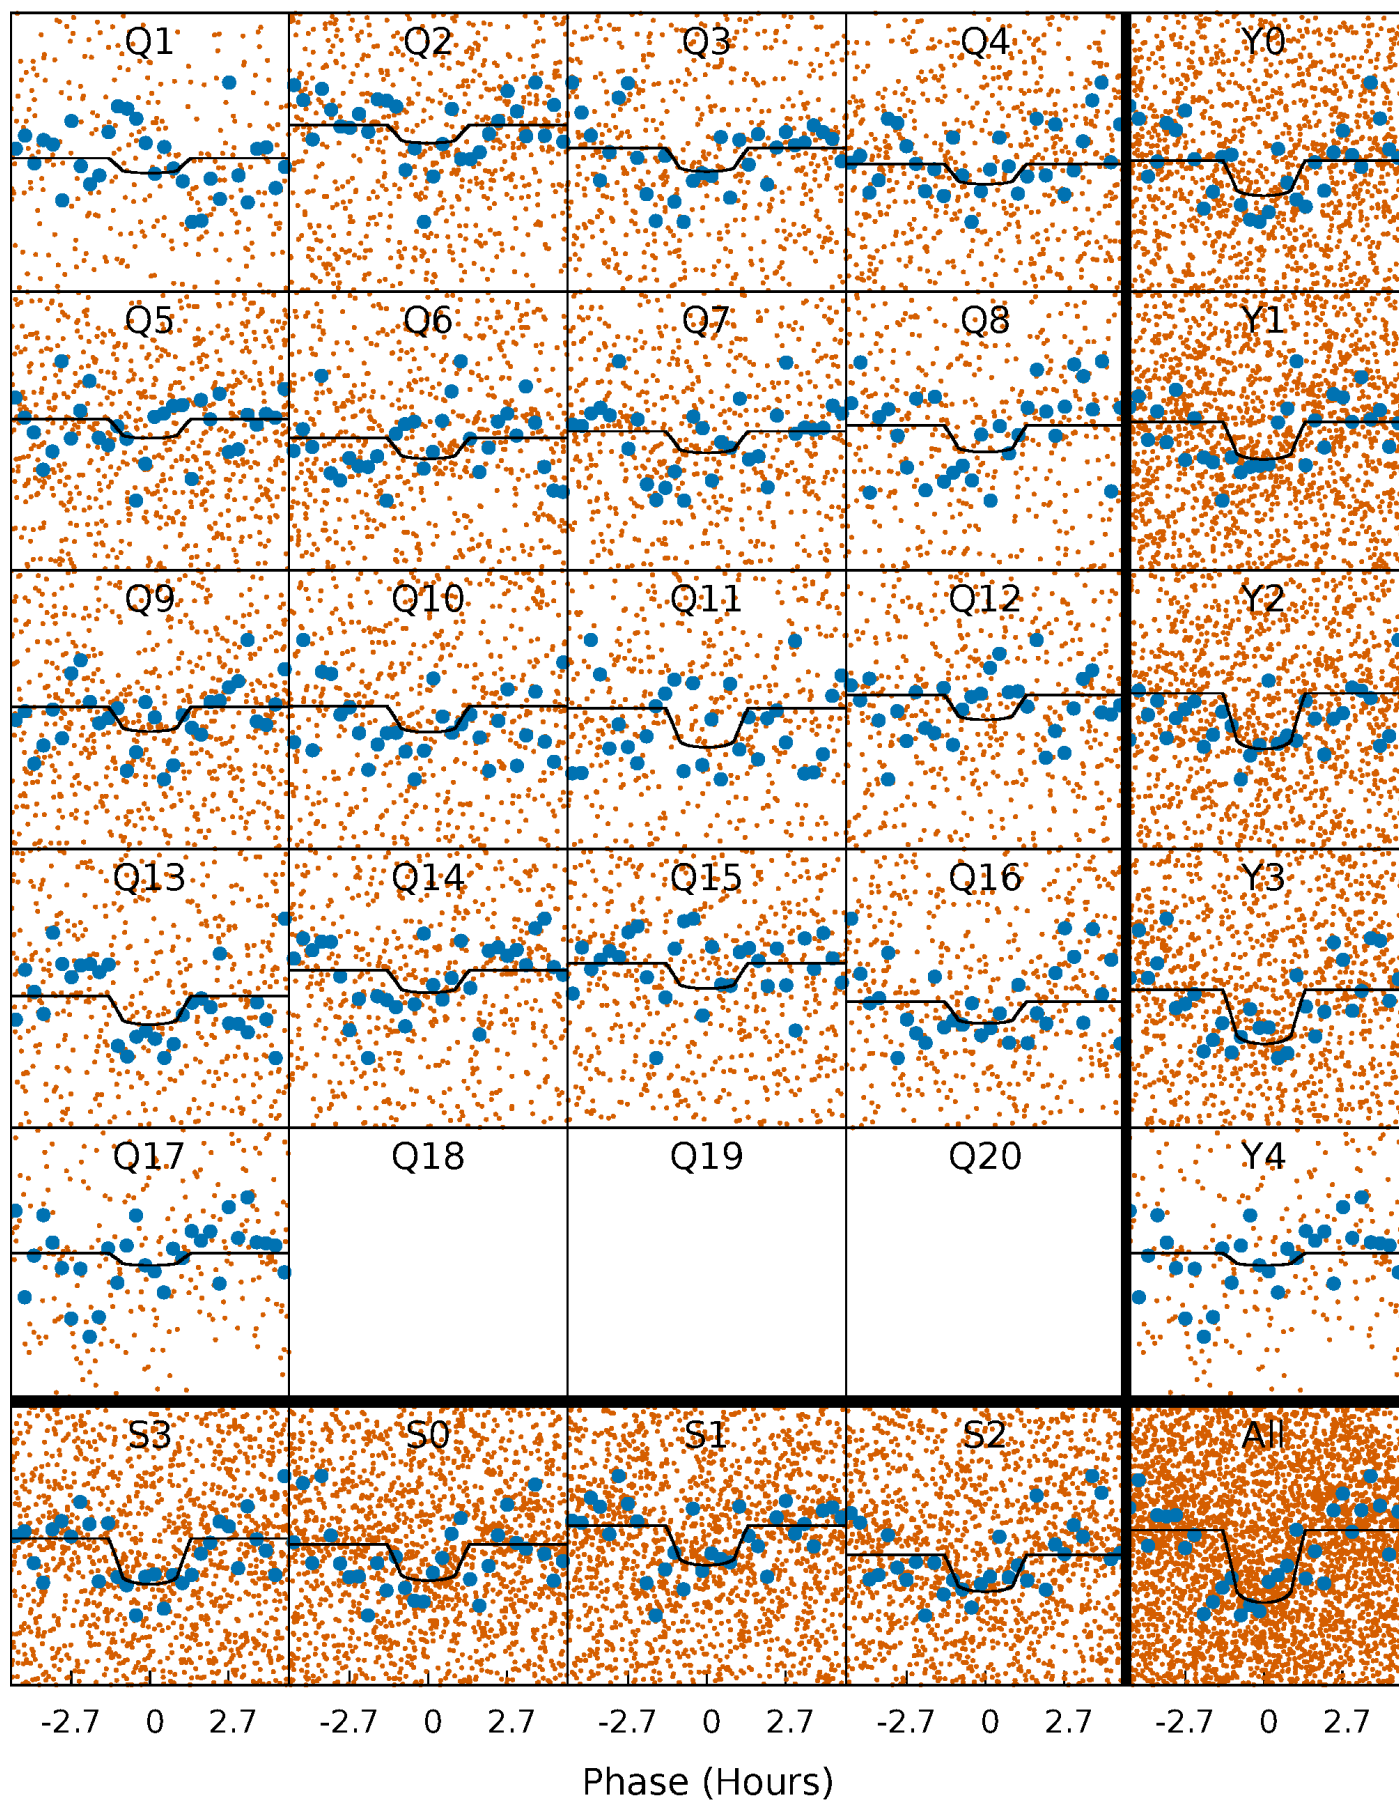 Q1 Q2 Q3 Q4 Y0
Q5 Q6 Q7 Q8 Y1
Q9 Q10 Q11 Q12 Y2
Q13 Q14 Q15 Q16 Y3
Q17 Q18 Q19 Q20 Y4
S3 S0 S1 S2 All
-2.7 0 2.7 -2.7 0 2.7 -2.7 0 2.7 -2.7 0 2.7 -2.7 0 2.7
Phase (Hours)